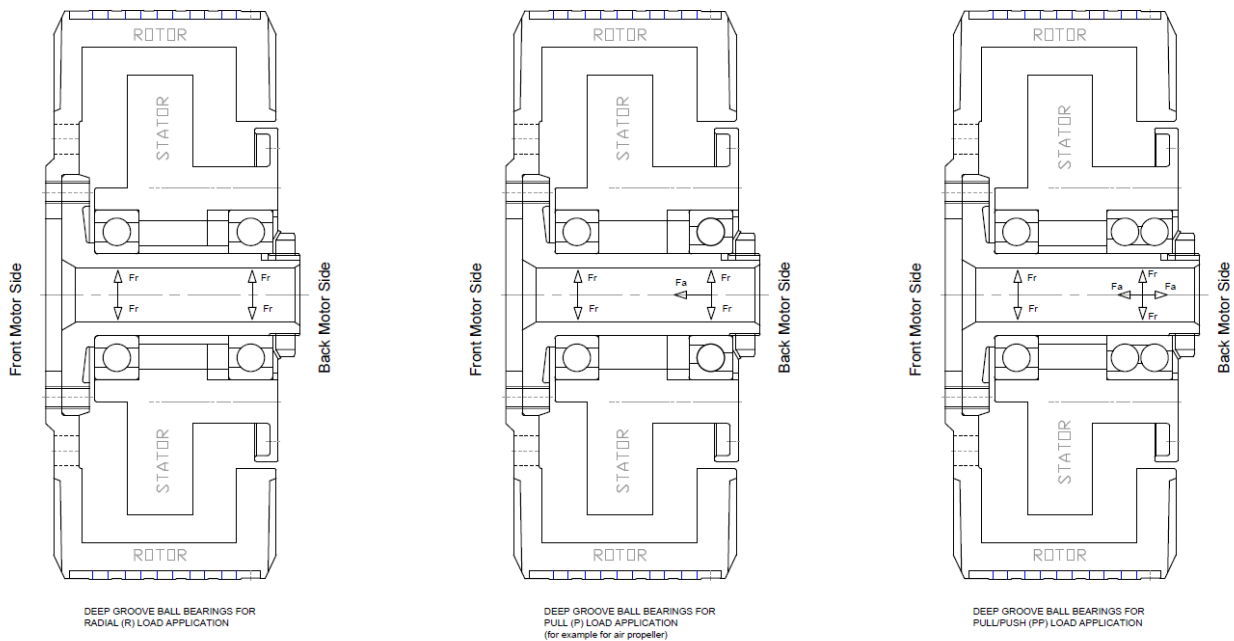 ROTOR
STATOR
Front Motor Side
Fr
Fr
Fr
Fr
Back Motor Side
STATOR
ROTOR
DEEP GROOVE BALL BEARINGS FOR
RADIAL (R) LOAD APPLICATION
ROTOR
STATOR
Front Motor Side
Fr
Fr
Fa
Fr
Fr
Back Motor Side
STATOR
ROTOR
DEEP GROOVE BALL BEARINGS FOR
PULL (P) LOAD APPLICATION
(for example for air propeller)
ROTOR
STATOR
Front Motor Side
Fr
Fr
Fa
Fr
Fa
Fr
Back Motor Side
STATOR
ROTOR
DEEP GROOVE BALL BEARINGS FOR
PULL/PUSH (PP) LOAD APPLICATION